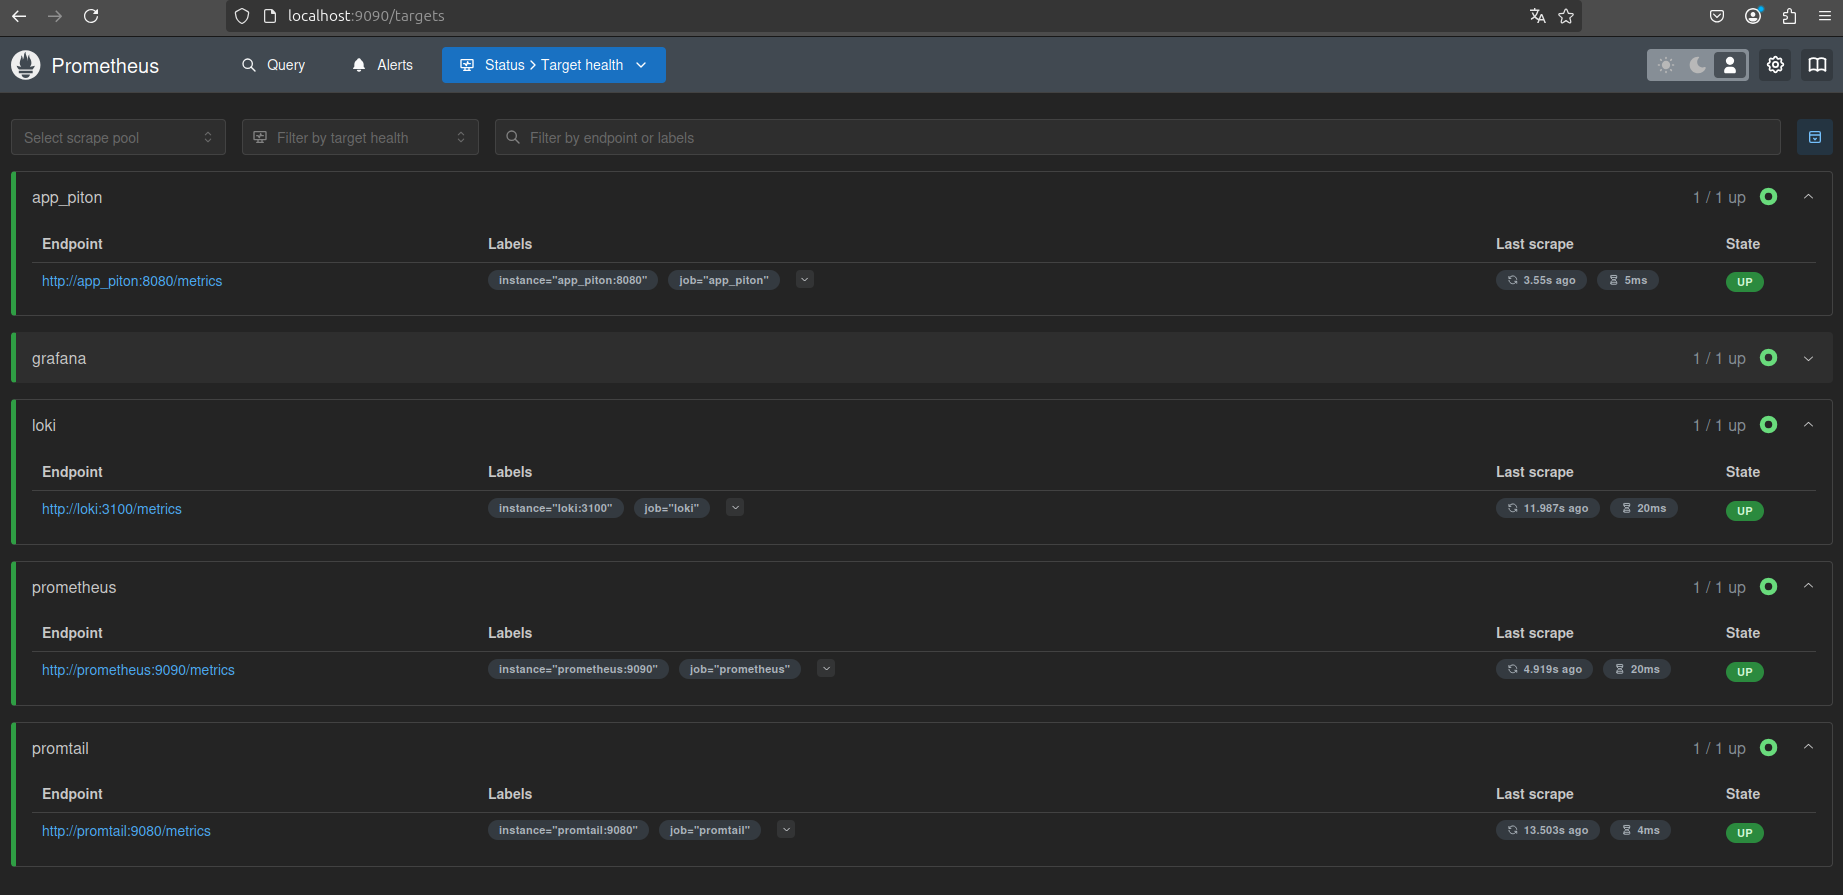 localhost:9090/targets
Prometheus Query Alerts Status > Target health
Select scrape pool Filter by target health Filter by endpoint or labels
app_piton 1 / 1 up
Endpoint Labels Last scrape State
http://app_piton:8080/metrics instance="app_piton:8080" job="app_piton" 3.55s ago 5ms UP
grafana 1 / 1 up
loki 1 / 1 up
Endpoint Labels Last scrape State
http://loki:3100/metrics instance="loki:3100" job="loki" 11.987s ago 20ms UP
prometheus 1 / 1 up
Endpoint Labels Last scrape State
http://prometheus:9090/metrics instance="prometheus:9090" job="prometheus" 4.919s ago 20ms UP
promtail 1 / 1 up
Endpoint Labels Last scrape State
http://promtail:9080/metrics instance="promtail:9080" job="promtail" 13.503s ago 4ms UP